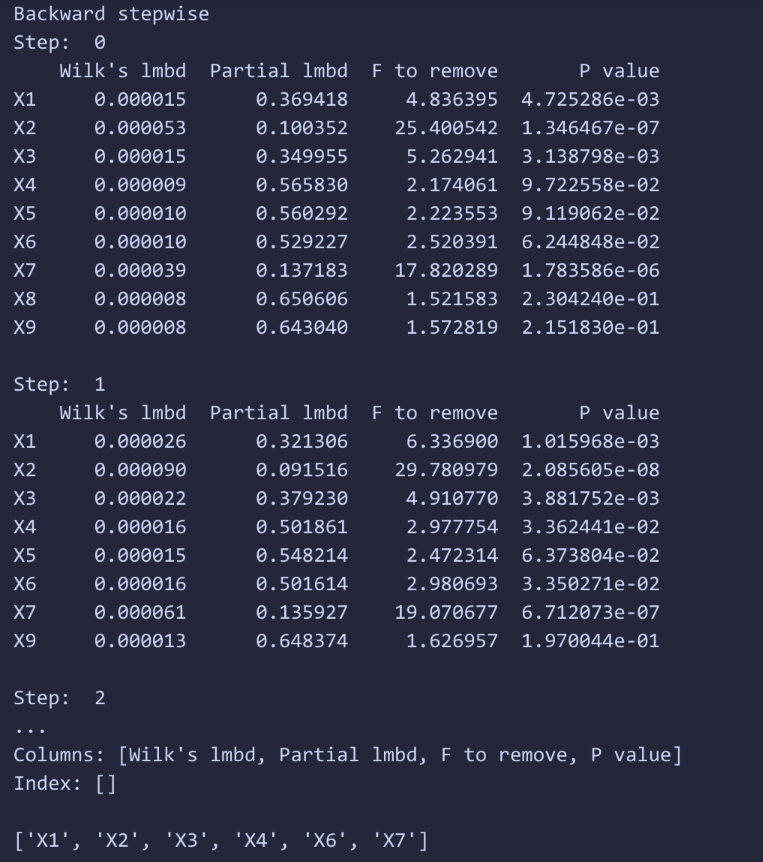 Backward stepwise
Step:  0
    Wilk's lmbd  Partial lmbd  F to remove       P value
X1     0.000015      0.369418     4.836395  4.725286e-03
X2     0.000053      0.100352    25.400542  1.346467e-07
X3     0.000015      0.349955     5.262941  3.138798e-03
X4     0.000009      0.565830     2.174061  9.722558e-02
X5     0.000010      0.560292     2.223553  9.119062e-02
X6     0.000010      0.529227     2.520391  6.244848e-02
X7     0.000039      0.137183    17.820289  1.783586e-06
X8     0.000008      0.650606     1.521583  2.304240e-01
X9     0.000008      0.643040     1.572819  2.151830e-01

Step:  1
    Wilk's lmbd  Partial lmbd  F to remove       P value
X1     0.000026      0.321306     6.336900  1.015968e-03
X2     0.000090      0.091516    29.780979  2.085605e-08
X3     0.000022      0.379230     4.910770  3.881752e-03
X4     0.000016      0.501861     2.977754  3.362441e-02
X5     0.000015      0.548214     2.472314  6.373804e-02
X6     0.000016      0.501614     2.980693  3.350271e-02
X7     0.000061      0.135927    19.070677  6.712073e-07
X9     0.000013      0.648374     1.626957  1.970044e-01

Step:  2
...
Columns: [Wilk's lmbd, Partial lmbd, F to remove, P value]
Index: []

['X1', 'X2', 'X3', 'X4', 'X6', 'X7']